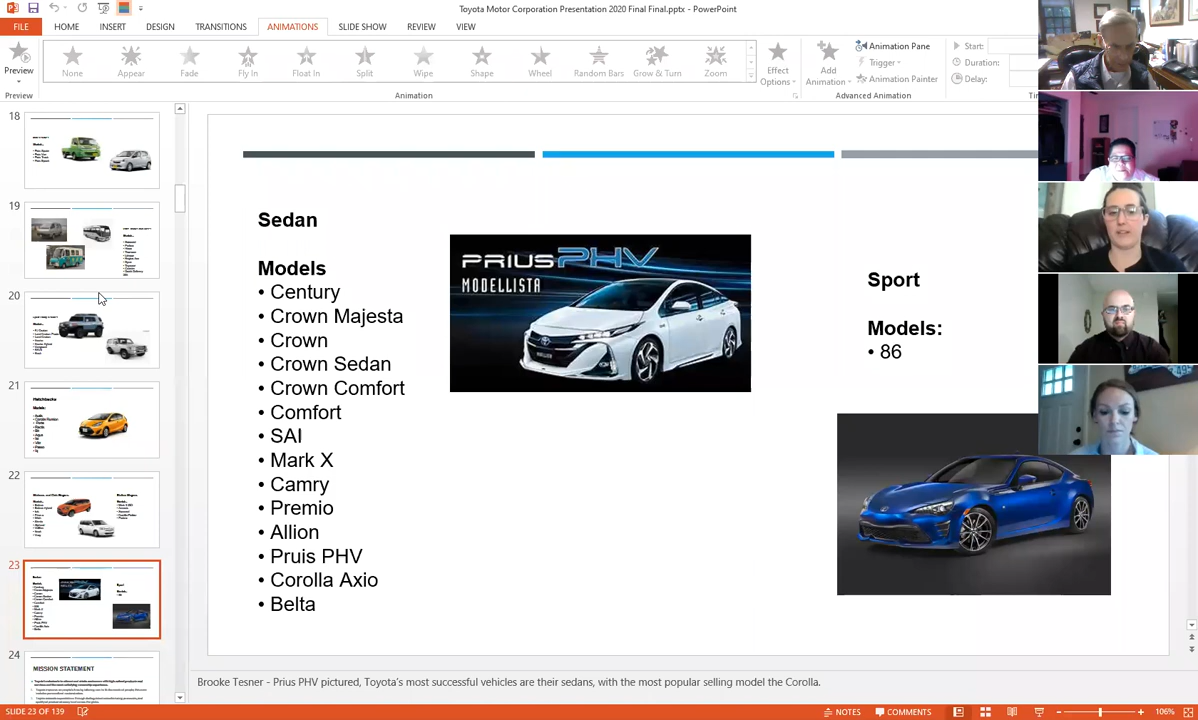 Toyota Motor Corporation Presentation 2020 Final Final.pptx - PowerPoint
FILE
HOME
INSERT
DESIGN
TRANSITIONS
ANIMATIONS
SLIDE SHOW
REVIEW
VIEW
Preview
None
Appear
Fade
Fly In
Float In
Split
Wipe
Shape
Wheel
Random Bars
Grow & Turn
Zoom
Effect
Options
Add
Animation
Animation Pane
Trigger
Animation Painter
Start:
Duration:
Delay:
Preview
Animation
Advanced Animation
18
19
20
21
Hatchbacks
Models:
22
23
24
MISSION STATEMENT
Sedan
Models
• Century
• Crown Majesta
• Crown
• Crown Sedan
• Crown Comfort
• Comfort
• SAI
• Mark X
• Camry
• Premio
• Allion
• Pruis PHV
• Corolla Axio
• Belta
PRIUS PHV
MODELLISTA
Sport
Models:
• 86
Brooke Tesner - Prius PHV pictured, Toyota's most successful vehicles are their sedans, with the most popular selling model the Corolla.
SLIDE 23 OF 139
NOTES
COMMENTS
106%